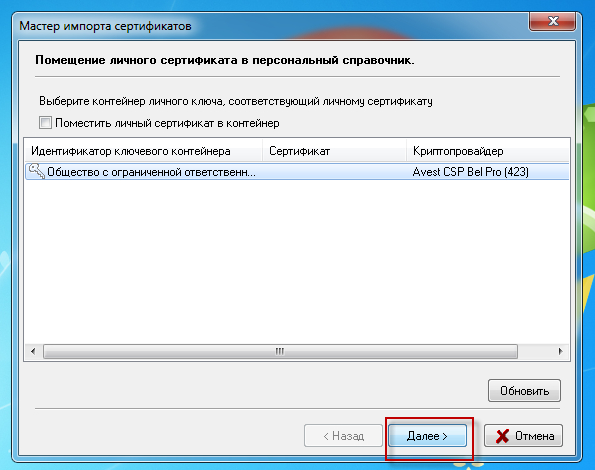 Мастер импорта сертификатов
Помещение личного сертификата в персональный справочник.
Выберите контейнер личного ключа, соответствующий личному сертификату
Поместить личный сертификат в контейнер
Идентификатор ключевого контейнера Сертификат Криптопровайдер
Общество с ограниченной ответственн... Avest CSP Bel Pro (423)
Обновить
< Назад Далее > Отмена